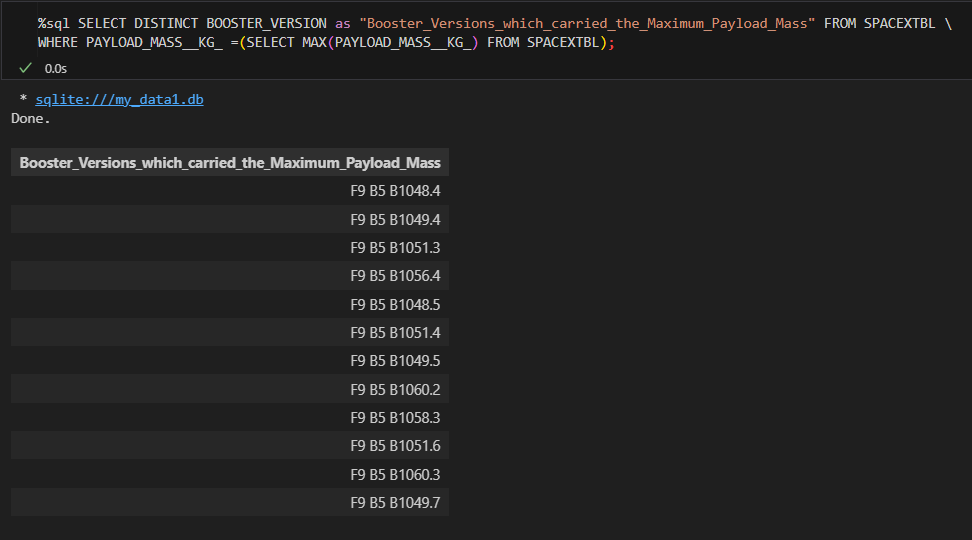 %sql SELECT DISTINCT BOOSTER_VERSION as "Booster_Versions_which_carried_the_Maximum_Payload_Mass" FROM SPACEXTBL \
WHERE PAYLOAD_MASS__KG_ =(SELECT MAX(PAYLOAD_MASS__KG_) FROM SPACEXTBL);
0.0s
* sqlite:///my_data1.db
Done.
Booster_Versions_which_carried_the_Maximum_Payload_Mass
F9 B5 B1048.4
F9 B5 B1049.4
F9 B5 B1051.3
F9 B5 B1056.4
F9 B5 B1048.5
F9 B5 B1051.4
F9 B5 B1049.5
F9 B5 B1060.2
F9 B5 B1058.3
F9 B5 B1051.6
F9 B5 B1060.3
F9 B5 B1049.7